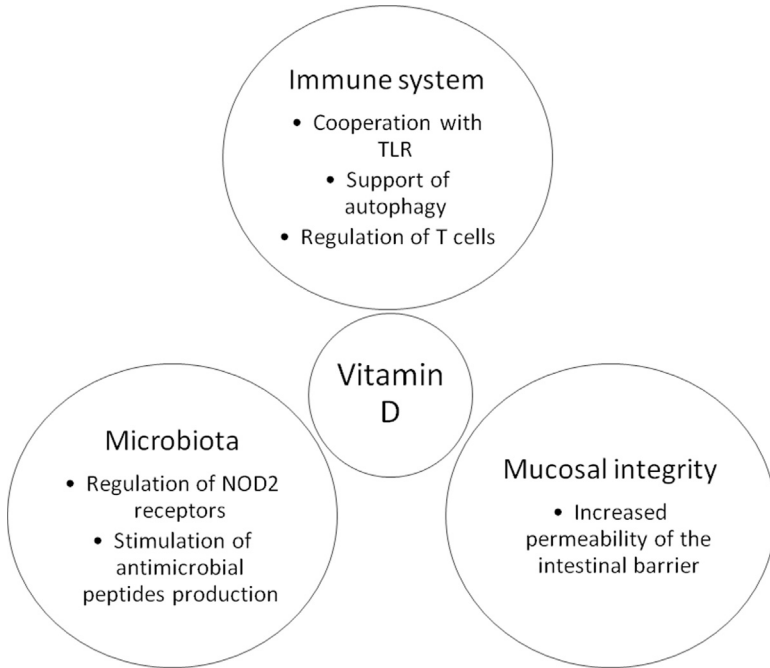 Immune system
• Cooperation with
TLR
• Support of
autophagy
• Regulation of T cells
Vitamin
D
Microbiota
• Regulation of NOD2
receptors
• Stimulation of
antimicrobial
peptides production
Mucosal integrity
• Increased
permeability of the
intestinal barrier